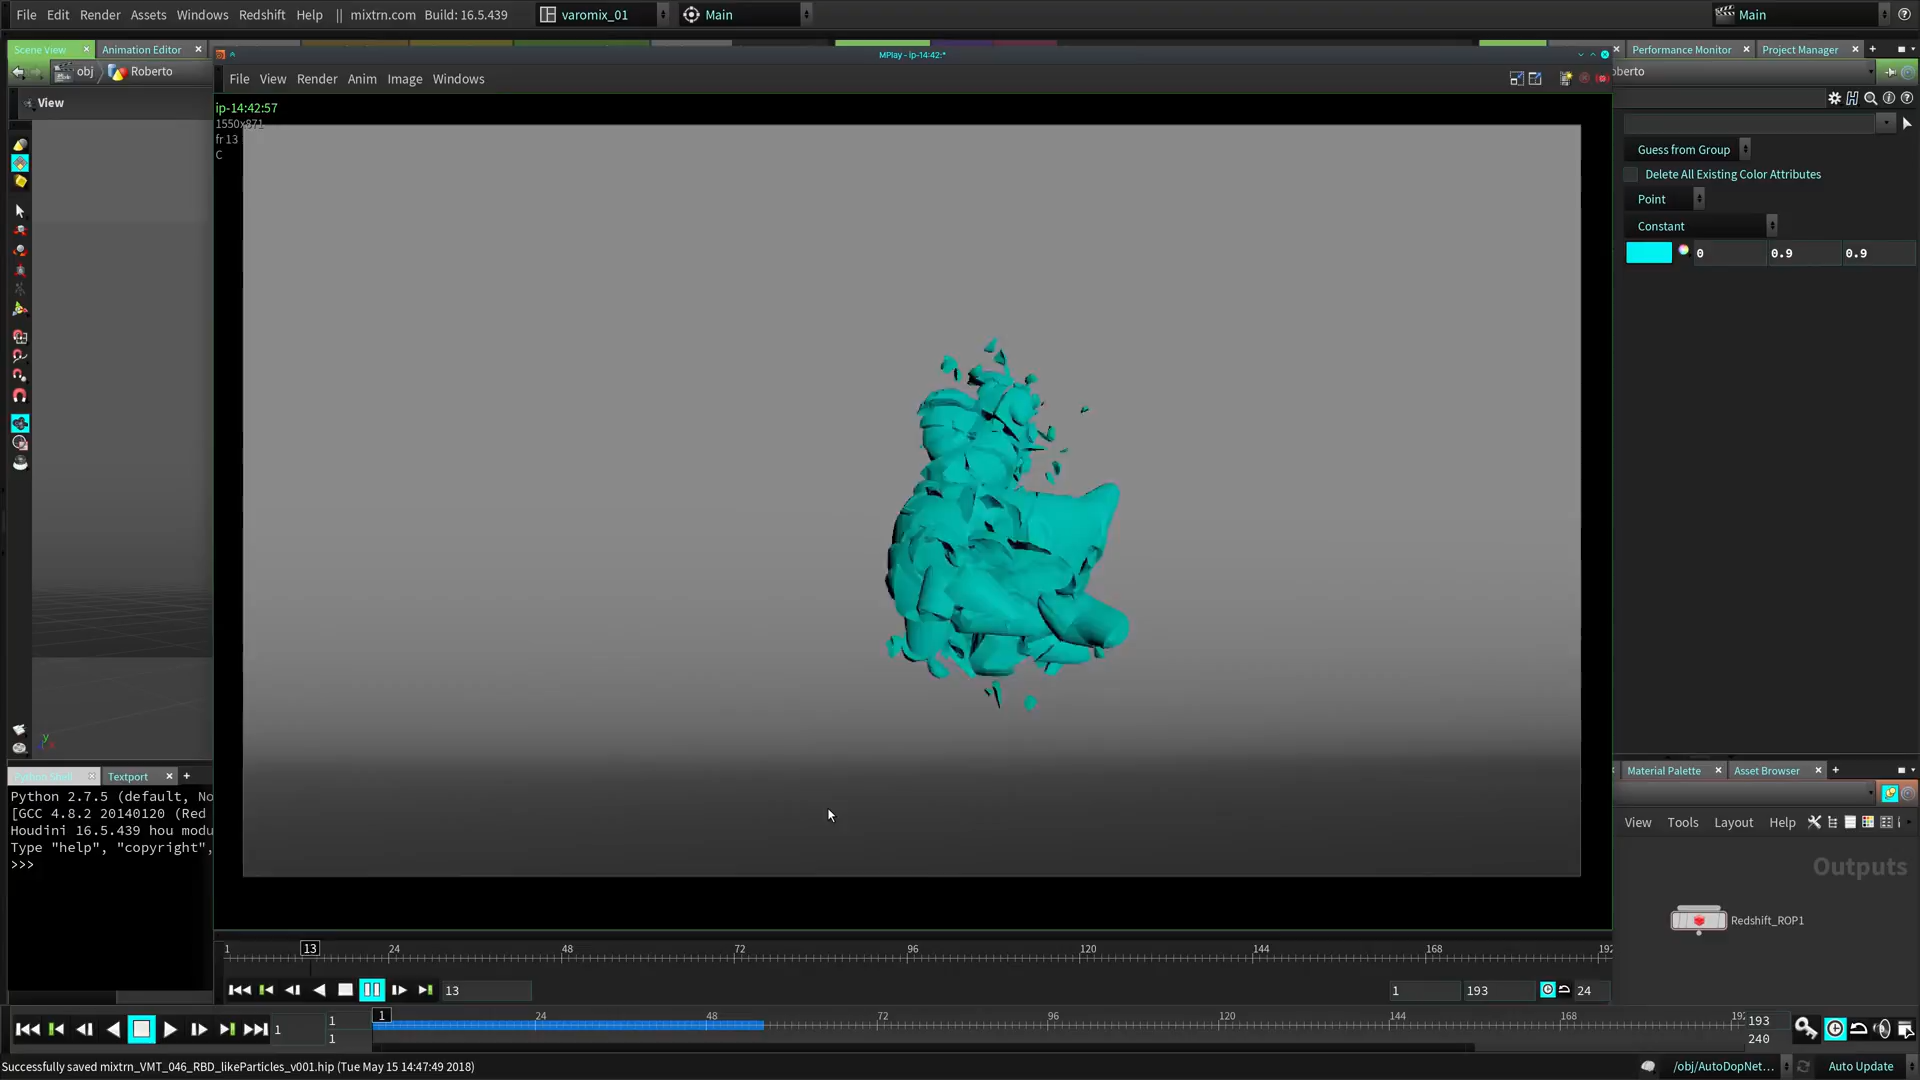 File Edit Render Assets Windows Redshift Help || mixtrn.com Build: 16.5.439 varomix_01 Main Main
Scene View Animation Editor MPlay - ip-14:42:* Performance Monitor Project Manager
obj Roberto
File View Render Anim Image Windows
View
ip-14:42:57
1550x871
fr 13
C
Guess from Group
Delete All Existing Color Attributes
Point
Constant
0 0.9 0.9
y
Python Shell Textport
Python 2.7.5 (default, No
[GCC 4.8.2 20140120 (Red
Houdini 16.5.439 hou modu
Type "help", "copyright",
>>>
Material Palette Asset Browser
View Tools Layout Help
Outputs
Redshift_ROP1
1 13 24 48 72 96 120 144 168 192
13 1 193 24
1 1 1 1 24 48 72 96 120 144 168 193 240
Successfully saved mixtrn_VMT_046_RBD_likeParticles_v001.hip (Tue May 15 14:47:49 2018) /obj/AutoDopNet... Auto Update